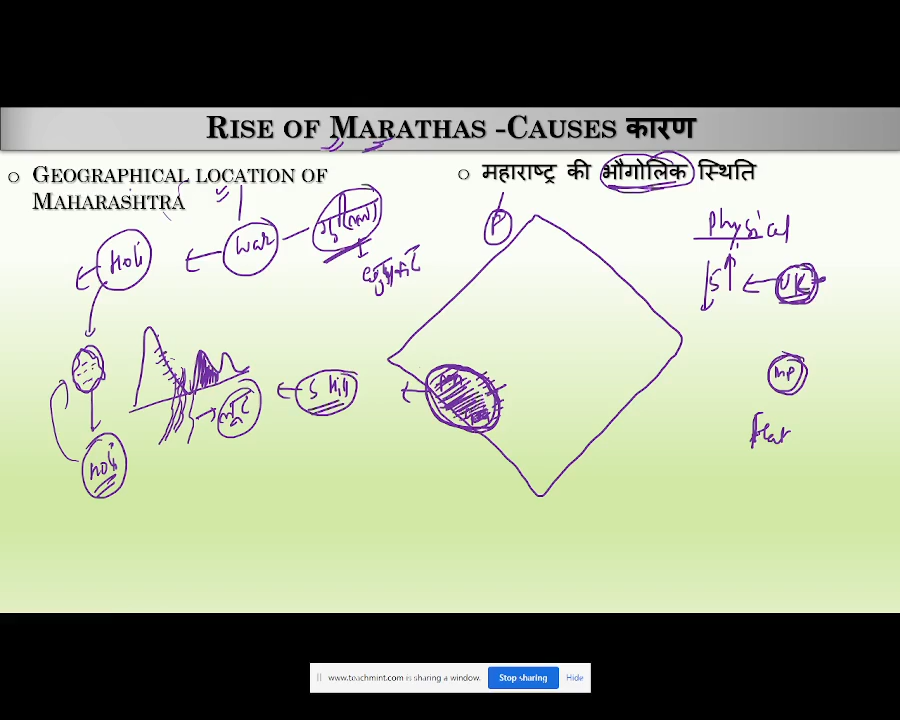 RISE OF MARATHAS -CAUSES कारण
GEOGRAPHICAL LOCATION OF
MAHARASHTRA
महाराष्ट्र की भौगोलिक स्थिति
P
Physical
War
Holi
S
UK
MP
S Hill
Holi
www.teachmint.com is sharing a window.
Stop sharing
Hide